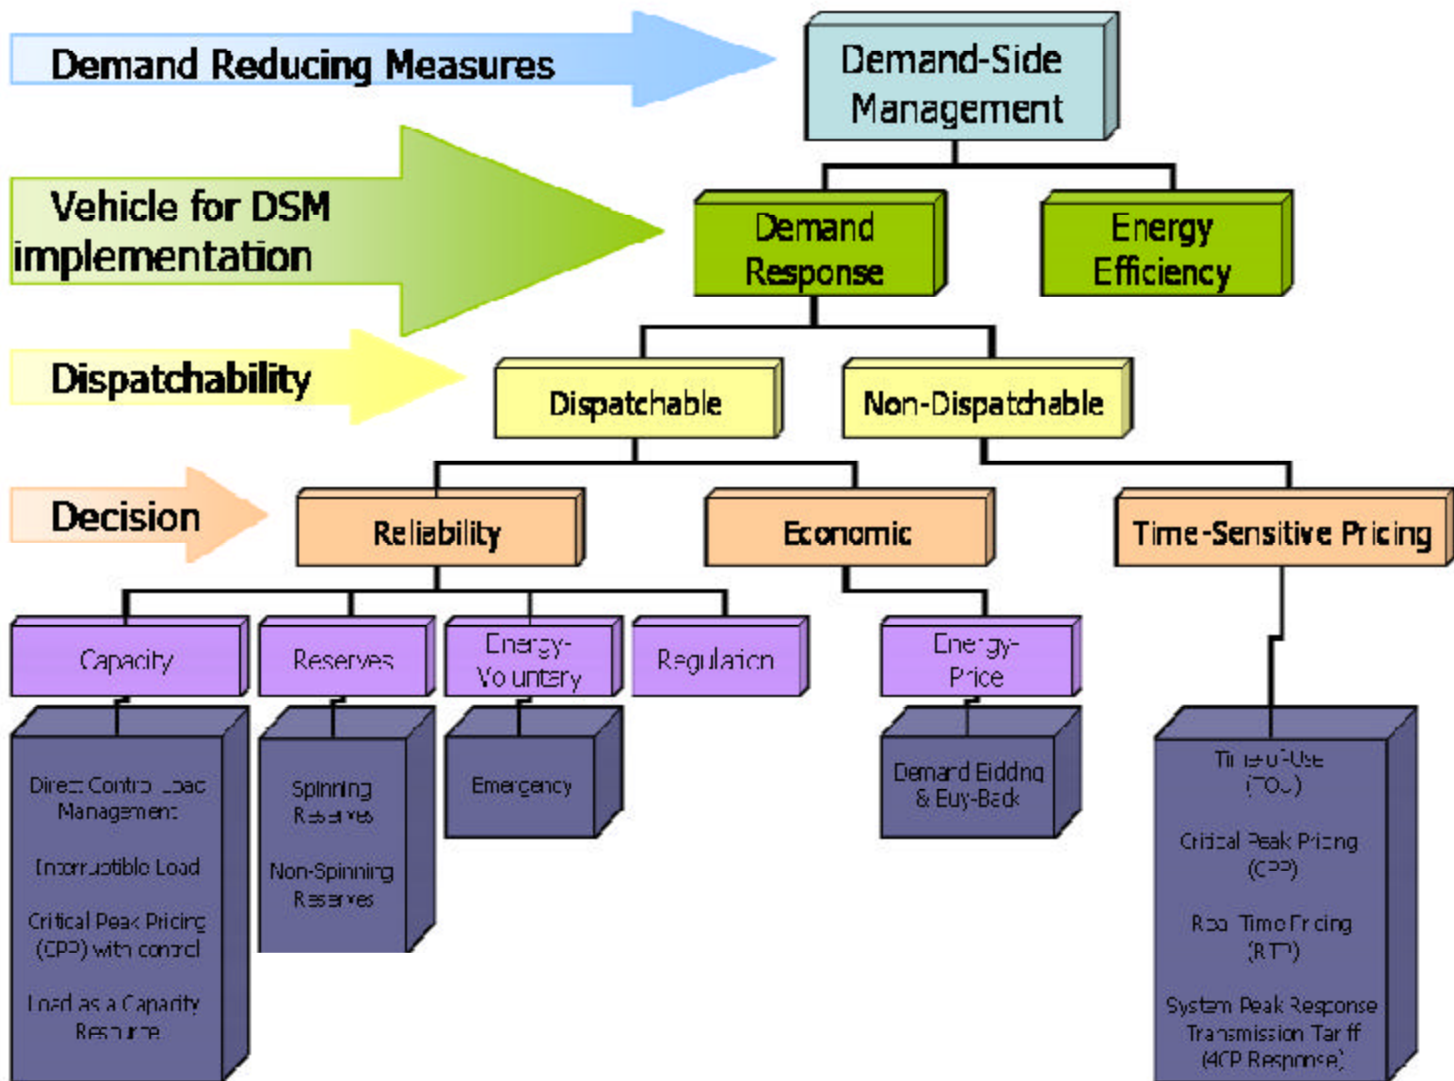 Demand Reducing Measures
Demand-Side
Management
Vehicle for DSM
implementation
Demand
Response
Energy
Efficiency
Dispatchability
Dispatchable
Non-Dispatchable
Decision
Reliability
Economic
Time-Sensitive Pricing
Capacity
Reserves
Energy-
Voluntary
Regulation
Energy-
Price
Direct Control Load
Management
Interruptible Load
Critical Peak Pricing
(CPP) with control
Load as a Capacity
Resource
Spinning
Reserves
Non-Spinning
Reserves
Emergency
Demand Bidding
& Buy-Back
Time-of-Use
(TOU)
Critical Peak Pricing
(CPP)
Real Time Pricing
(RTP)
System Peak Response
Transmission Tariff
(4CP Response)